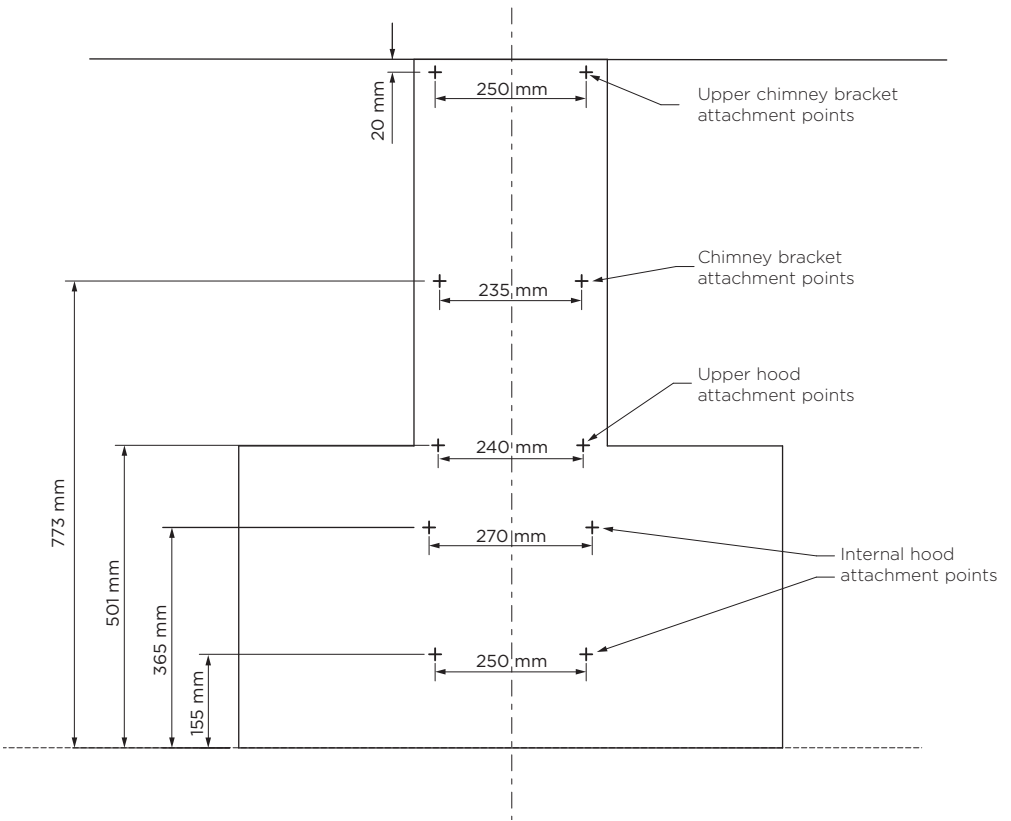 20 mm
250 mm
Upper chimney bracket
attachment points
Chimney bracket
attachment points
235 mm
Upper hood
attachment points
240 mm
773 mm
270 mm
Internal hood
attachment points
501 mm
365 mm
250 mm
155 mm